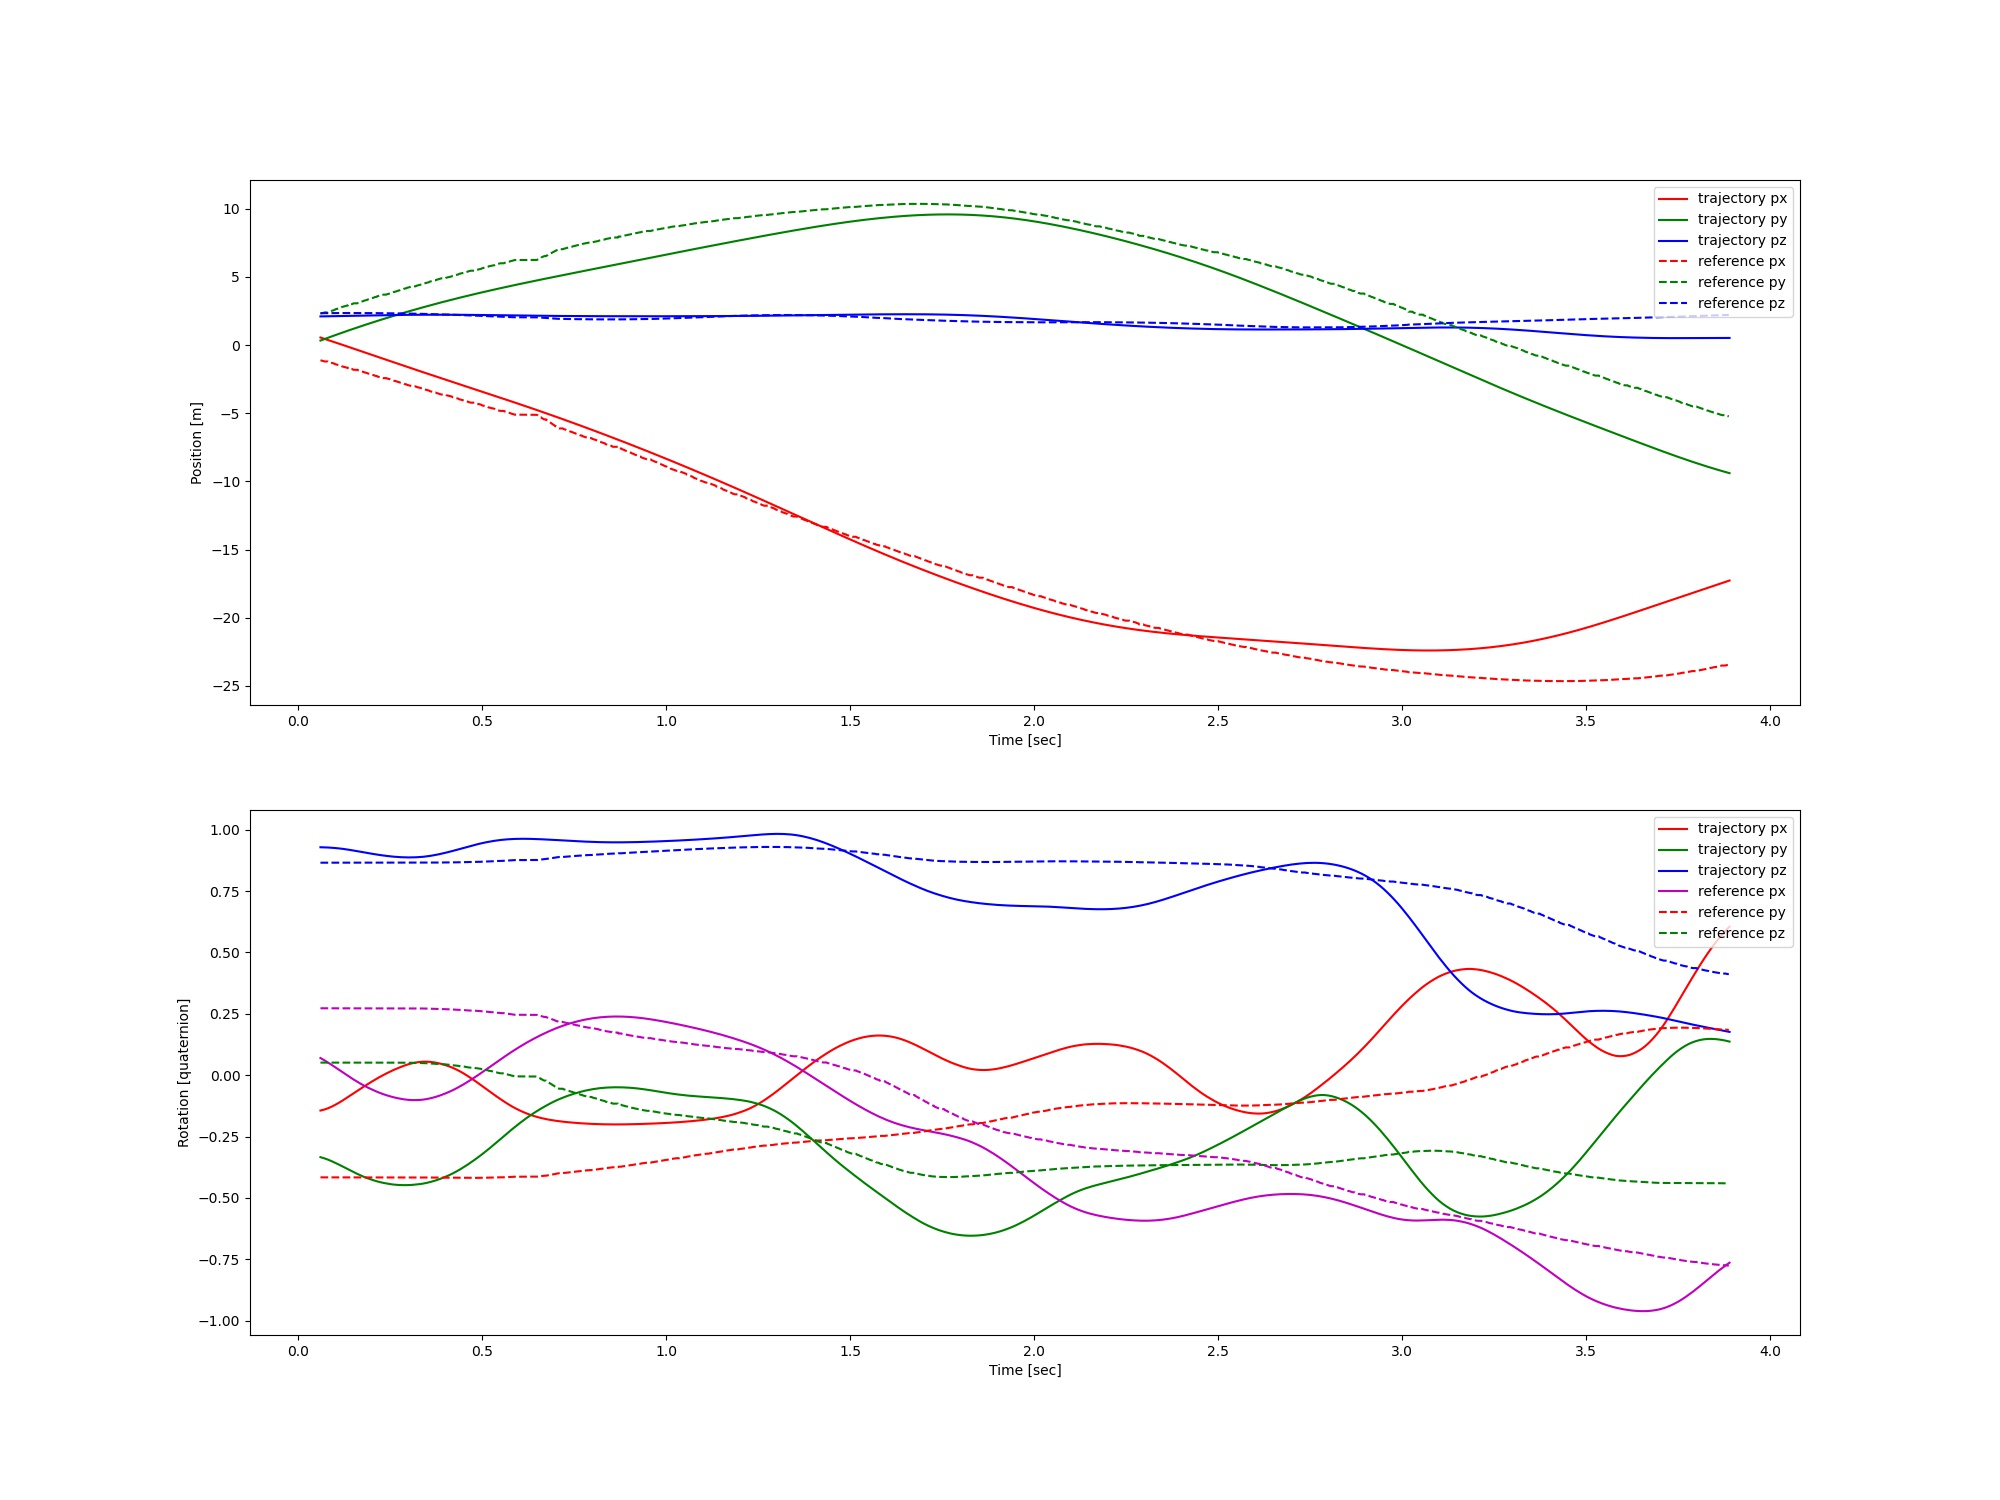 10
5
0
−5
−10
−15
−20
−25
Position [m]
0.0 0.5 1.0 1.5 2.0 2.5 3.0 3.5 4.0
Time [sec]
trajectory px
trajectory py
trajectory pz
reference px
reference py
reference pz
1.00
0.75
0.50
0.25
0.00
−0.25
−0.50
−0.75
−1.00
Rotation [quaternion]
0.0 0.5 1.0 1.5 2.0 2.5 3.0 3.5 4.0
Time [sec]
trajectory px
trajectory py
trajectory pz
reference px
reference py
reference pz